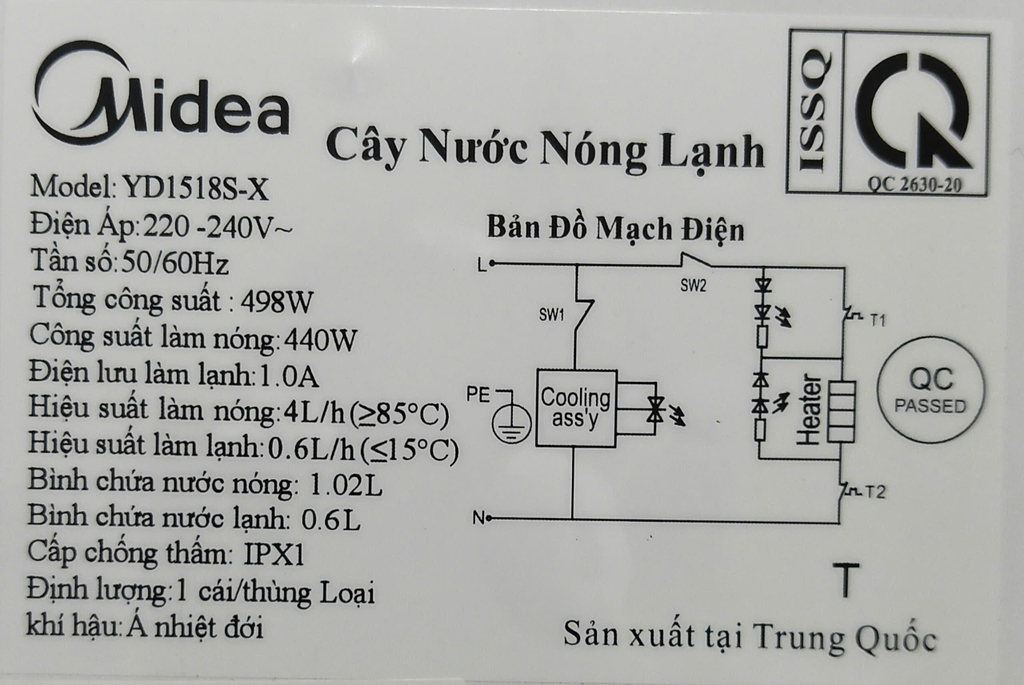 Midea
Cây Nước Nóng Lạnh
ISSQ
QC 2630-20
Model: YD1518S-X
Điện Áp:220 -240V~
Tần số:50/60Hz
Tổng công suất : 498W
Công suất làm nóng:440W
Điện lưu làm lạnh:1.0A
Hiệu suất làm nóng:4L/h(≥85°C)
Hiệu suất làm lạnh:0.6L/h(≤15°C)
Bình chứa nước nóng: 1.02L
Bình chứa nước lạnh: 0.6L
Cấp chống thấm: IPX1
Định lượng:1 cái/thùng Loại
khí hậu:Á nhiệt đới
Bản Đồ Mạch Điện
L
SW2
SW1
T1
PE
Cooling
ass'y
Heater
T2
N
QC
PASSED
T
Sản xuất tại Trung Quốc